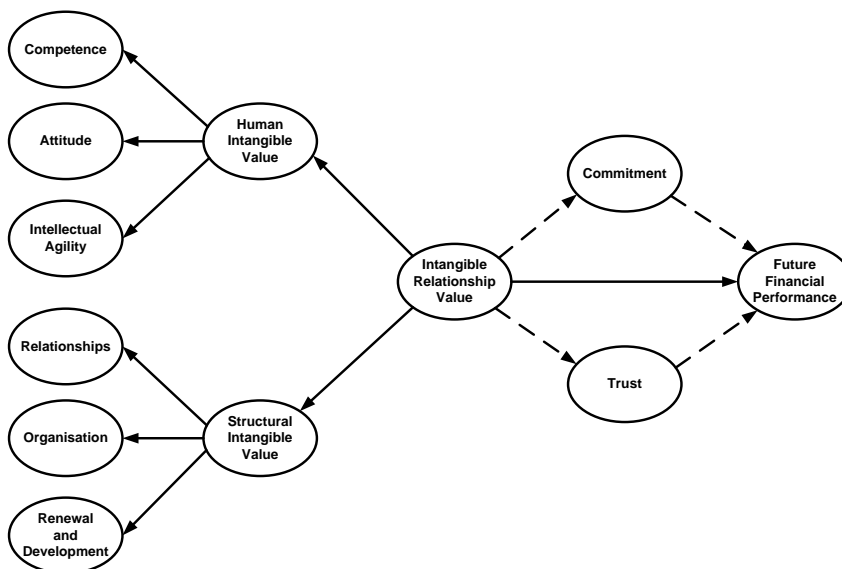 Competence
Attitude
Intellectual
Agility
Human
Intangible
Value
Relationships
Organisation
Renewal
and
Development
Structural
Intangible
Value
Intangible
Relationship
Value
Commitment
Trust
Future
Financial
Performance